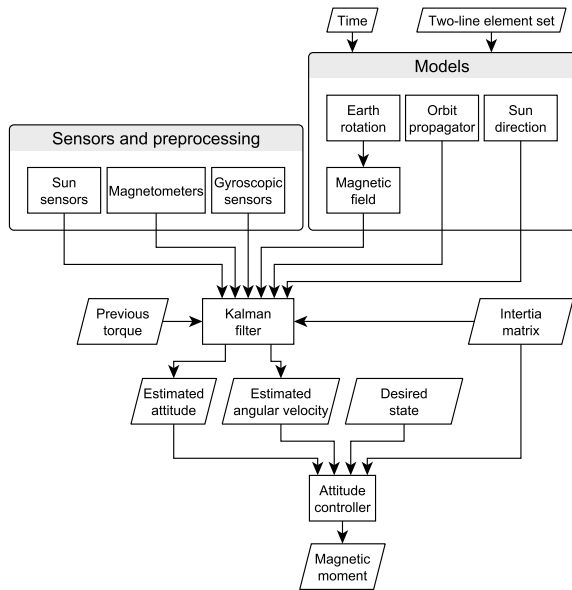 Time
Two-line element set
Models
Earth
rotation
Orbit
propagator
Sun
direction
Magnetic
field
Sensors and preprocessing
Sun
sensors
Magnetometers
Gyroscopic
sensors
Previous
torque
Kalman
filter
Intertia
matrix
Estimated
attitude
Estimated
angular velocity
Desired
state
Attitude
controller
Magnetic
moment